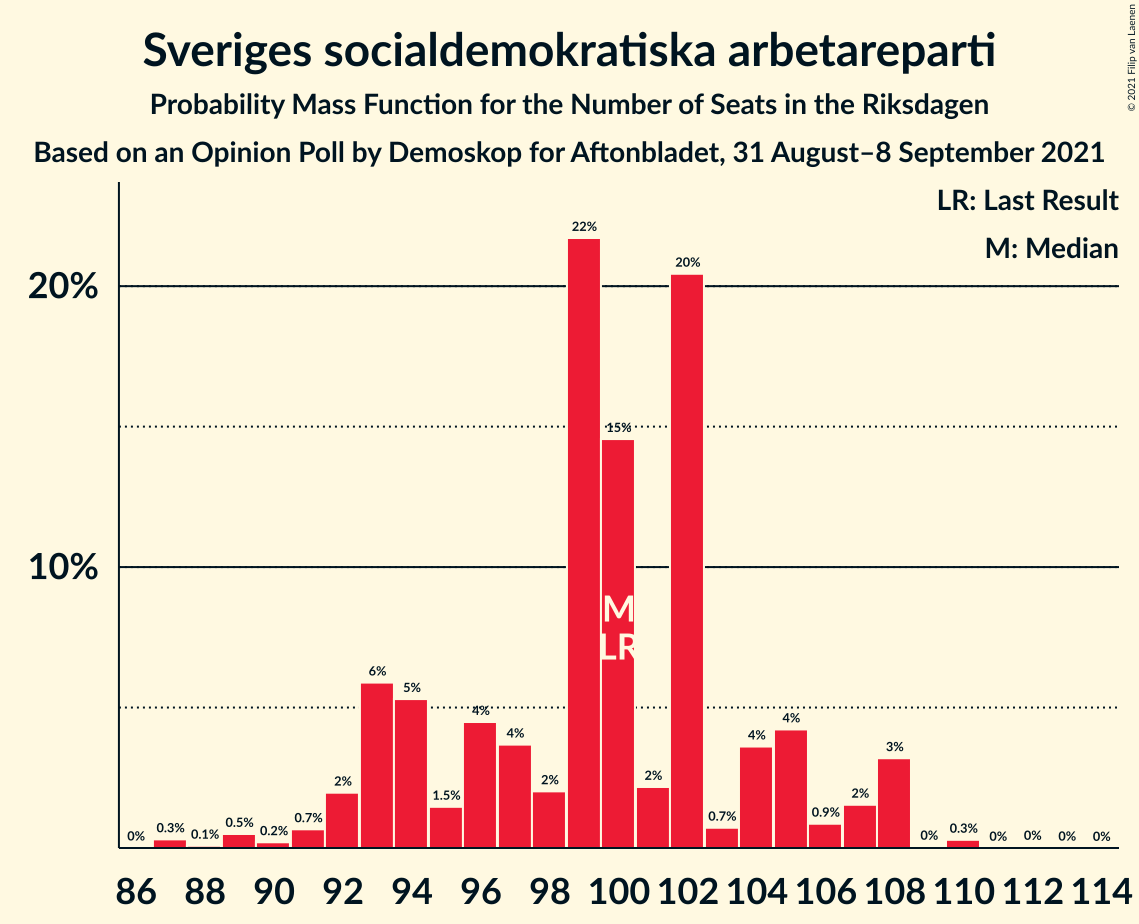 Sveriges socialdemokratiska arbetareparti
Probability Mass Function for the Number of Seats in the Riksdagen
Based on an Opinion Poll by Demoskop for Aftonbladet, 31 August–8 September 2021
© 2021 Filip van Laenen
LR: Last Result
M: Median
20%
10%
0% 0.3% 0.1% 0.5% 0.2% 0.7% 2% 6% 5% 1.5% 4% 4% 2% 22% 15% 2% 20% 0.7% 4% 4% 0.9% 2% 3% 0% 0.3% 0% 0% 0% 0%
M
LR
86 88 90 92 94 96 98 100 102 104 106 108 110 112 114